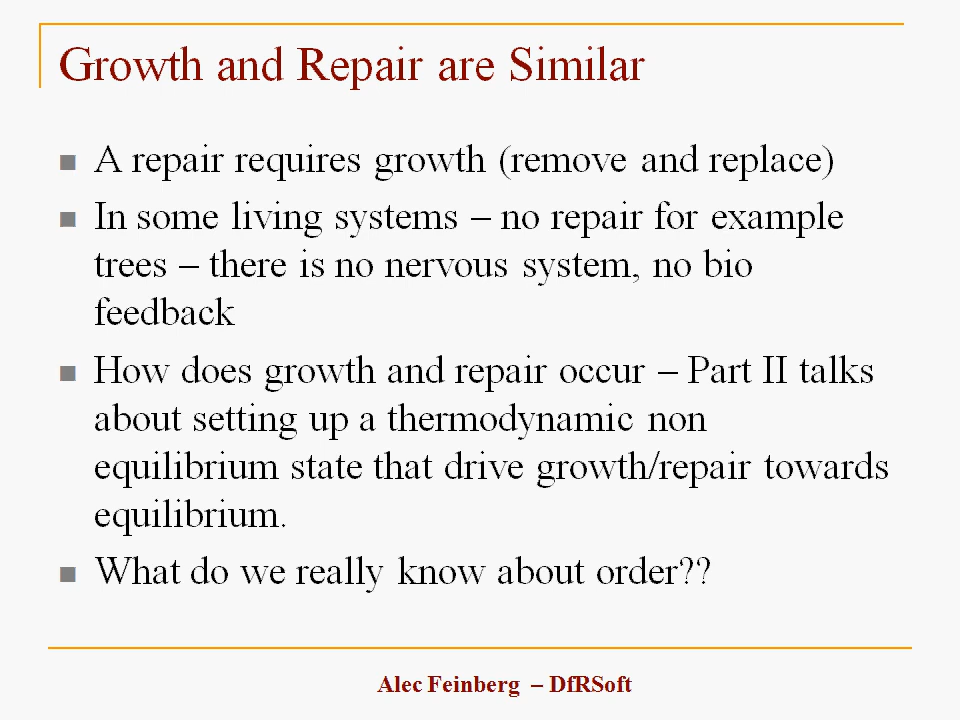 Growth and Repair are Similar
A repair requires growth (remove and replace)
In some living systems – no repair for example
trees – there is no nervous system, no bio
feedback
How does growth and repair occur – Part II talks
about setting up a thermodynamic non
equilibrium state that drive growth/repair towards
equilibrium.
What do we really know about order??
Alec Feinberg – DfRSoft